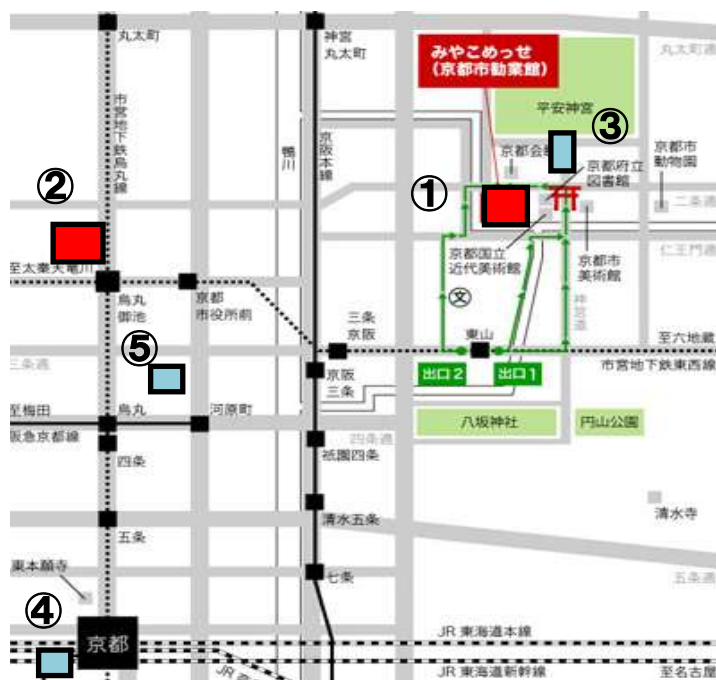 丸太町
神宮
丸太町
みやこめっせ
(京都市勧業館)
丸太町通
平安神宮
③
市営地下鉄烏丸線
鴨川
京阪本線
京都会
京都府立
図書館
京都市
動物園
②
①
二条通
京都国立
近代美術館
京都市
美術館
仁王門通
至太秦天竜川
烏丸
御池
京都
市役所前
文
神宮道
三条
京阪
東山
至六地蔵
⑤
三条通
京阪
三条
出口2
出口1
市営地下鉄東西線
至梅田
烏丸
河原町
八坂神社
円山公園
阪急京都線
四条
四条通
祇園四条
清水寺
五条
清水五条
東本願寺
七条
五条通
④
京都
JR 東海道本線
JR 東海道新幹線
至名古屋
JR